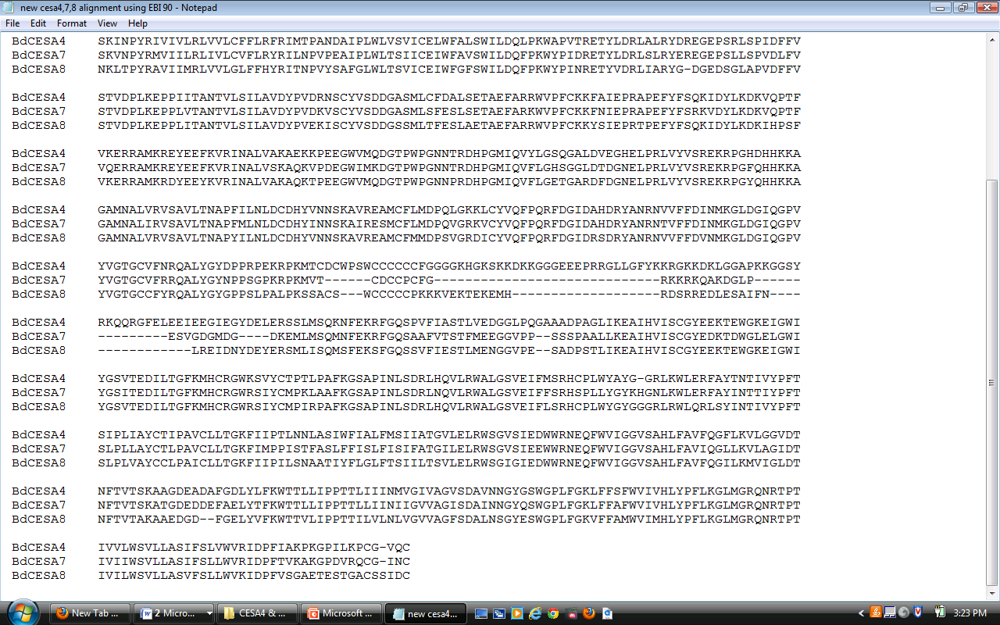 new cesa4,7,8 alignment using EBI90 - Notepad
File Edit Format View Help
BdCESA4 SKINPYRIVIVLRLVVLCFFLRFRIMTPANDAIPLWLVSVICELWFALSWILDQLPKWAPVTRETYLDRLALRYDREGEPSRLSPIDFFV
BdCESA7 SKVNPYRMVIILRLIVLCVFLRYRILNPVPEAIPLWLTSIICEIWFAVSWILDQFPKWYPIDRETYLDRLSLRYEREGEPSLLSPVDLFV
BdCESA8 NKLTPYRAVIIMRLVVLGLFFHYRITNPVYSAFGLWLTSVICEIWFGFSWILDQFPKWYPINRETYVDRLIARYG-DGEDSGLAPVDFFV
BdCESA4 STVDPLKEPPIITANTVLSILAVDYPVDRNSCYVSDDGASMLCFDALSETAEFARRWVPFCKKFAIEPRAPEFYFSQKIDYLKDKVQPTF
BdCESA7 STVDPLKEPPLVTANTVLSILAVDYPVDKVSCYVSDDGASMLSFESLSETAEFARKWVPFCKKFNIEPRAPEFYFSRKVDYLKDKVQPTF
BdCESA8 STVDPLKEPPLITANTVLSILAVDYPVEKISCYVSDDGSSMLTFESLAETAEFARRWVPFCKKYSIEPRTPEFYFSQKIDYLKDKIHPSF
BdCESA4 VKERRAMKREYEEFKVRINALVAKAEKKPEEGWVMQDGTPWPGNNTRDHPGMIQVYLGSQGALDVEGHELPRLVYVSREKRPGHDHHKKA
BdCESA7 VQERRAMKREYEEFKVRINALVSKAQKVPDEGWIMKDGTPWPGNNTRDHPGMIQVFLGHSGGLDTDGNELPRLVYVSREKRPGFQHHKKA
BdCESA8 VKERRAMKRDYEEYKVRINALVAKAQKTPEEGWVMQDGTPWPGNNPRDHPGMIQVFLGETGARDFDGNELPRLVYVSREKRPGYQHHKKA
BdCESA4 GAMNALVRVSAVLTNAPFILNLDCDHYVNNSKAVREAMCFLMDPQLGKKLCYVQFPQRFDGIDAHDRYANRNVVFFDINMKGLDGIQGPV
BdCESA7 GAMNALIRVSAVLTNAPFMLNLDCDHYINNSKAIRESMCFLMDPQVGRKVCYVQFPQRFDGIDAHDRYANRNTVFFDINMKGLDGIQGPV
BdCESA8 GAMNALVRVSAVLTNAPYILNLDCDHYVNNSKAVREAMCFMMDPSVGRDICYVQFPQRFDGIDRSDRYANRNVVFFDVNMKGLDGIQGPV
BdCESA4 YVGTGCVFNRQALYGYDPPRPEKRPKMTCDCWPSWCCCCCCFGGGGKHGKSKKDKKGGGEEEPRRGLLGFYKKRGKKDKLGGAPKKGGSY
BdCESA7 YVGTGCVFRRQALYGYNPPSGPKRPKMVT------CDCCPCFG---------------------------------RKKRKQAKDGLP------
BdCESA8 YVGTGCCFYRQALYGYGPPSLPALPKSSACS---WCCCCCPKKKVEKTEKEMH---------------------RDSRREDLESAIFN----
BdCESA4 RKQQRGFELEEIEEGIEGYDELERSSLMSQKNFEKRFGQSPVFIASTLVEDGGLPQGAAADPAGLIKEAIHVISCGYEEKTEWGKEIGWI
BdCESA7 ----------ESVGDGMDG----DKEMLMSQMNFEKRFGQSAAFVTSTFMEEGGVPP--SSSPAALLKEAIHVISCGYEDKTDWGLELGWI
BdCESA8 -------------LREIDNYDEYERSMLISQMSFEKSFGQSSVFIESTLMENGGVPE--SADPSTLIKEAIHVISCGYEEKTEWGKEIGWI
BdCESA4 YGSVTEDILTGFKMHCRGWKSVYCTPTLPAFKGSAPINLSDRLHQVLRWALGSVEIFMSRHCPLWYAYG-GRLKWLERFAYTNTIVYPFT
BdCESA7 YGSITEDILTGFKMHCRGWRSIYCMPKLAAFKGSAPINLSDRLNQVLRWALGSVEIFFSRHSPLLYGYKHGNLKWLERFAYINTTIYPFT
BdCESA8 YGSVTEDILTGFKMHCRGWRSIYCMPIRPAFKGSAPINLSDRLHQVLRWALGSVEIFLSRHCPLWYGYGGGRLRWLQRLSYINTIVYPFT
BdCESA4 SIPLIAYCTIPAVCLLTGKFIIPTLNNLASIWFIALFMSIIATGVLELRWSGVSIEDWWRNEQFWVIGGVSAHLFAVFQGFLKVLGGVDT
BdCESA7 SLPLLAYCTLPAVCLLTGKFIMPPISTFASLFFISLFISIFATGILELRWSGVSIEEWWRNEQFWVIGGVSAHLFAVIQGLLKVLAGIDT
BdCESA8 SLPLVAYCCLPAICLLTGKFIIPILSNAATIYFLGLFTSIILTSVLELRWSGIGIEDWWRNEQFWVIGGVSAHLFAVFQGILKMVIGLDT
BdCESA4 NFTVTSKAAGDEADAFGDLYLFKWTTLLIPPTTLIIINMVGIVAGVSDAVNNGYGSWGPLFGKLFFSFWVIVHLYPFLKGLMGRQNRTPT
BdCESA7 NFTVTSKATGDEDDEFAELYTFKWTTLLIPPTTLLIINIIGVVAGISDAINNGYQSWGPLFGKLFFAFWVIVHLYPFLKGLMGRQNRTPT
BdCESA8 NFTVTAKAAEDGD--FGELYVFKWTTVLIPPTTILVLNLVGVVAGFSDALNSGYESWGPLFGKVFFAMWVIMHLYPFLKGLMGRQNRTPT
BdCESA4 IVVLWSVLLASIFSLVWVRIDPFIAKPKGPILKPCG-VQC
BdCESA7 IVIIWSVLLASIFSLLWVRIDPFTVKAKGPDVRQCG-INC
BdCESA8 IVILWSVLLASVFSLLWVKIDPFVSGAETESTGACSSIDC
New Tab ...
2 Micro...
CESA4 & ...
Microsoft ...
new cesa4...
3:23 PM